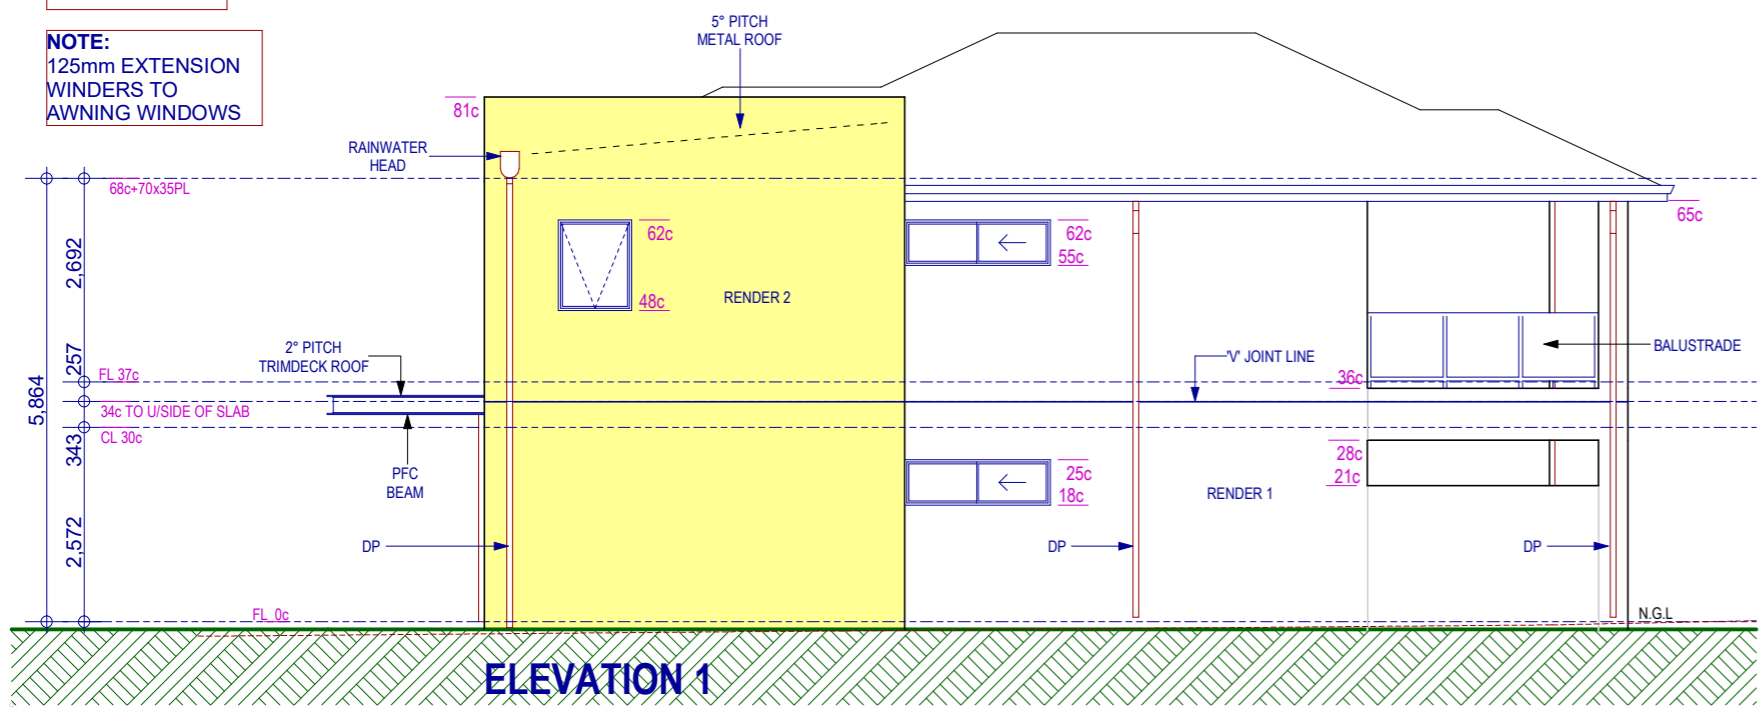 5° PITCH
METAL ROOF
NOTE:
125mm EXTENSION
WINDERS TO
AWNING WINDOWS
81c
RAINWATER
HEAD
68c+70x35PL
65c
62c
62c
55c
2,692
48c
RENDER 2
2° PITCH
TRIMDECK ROOF
'V' JOINT LINE
BALUSTRADE
257
FL 37c
36c
5,864
34c TO U/SIDE OF SLAB
CL 30c
343
28c
21c
PFC
BEAM
25c
18c
RENDER 1
2,572
DP
DP
DP
FL 0c
N.G.L
ELEVATION 1